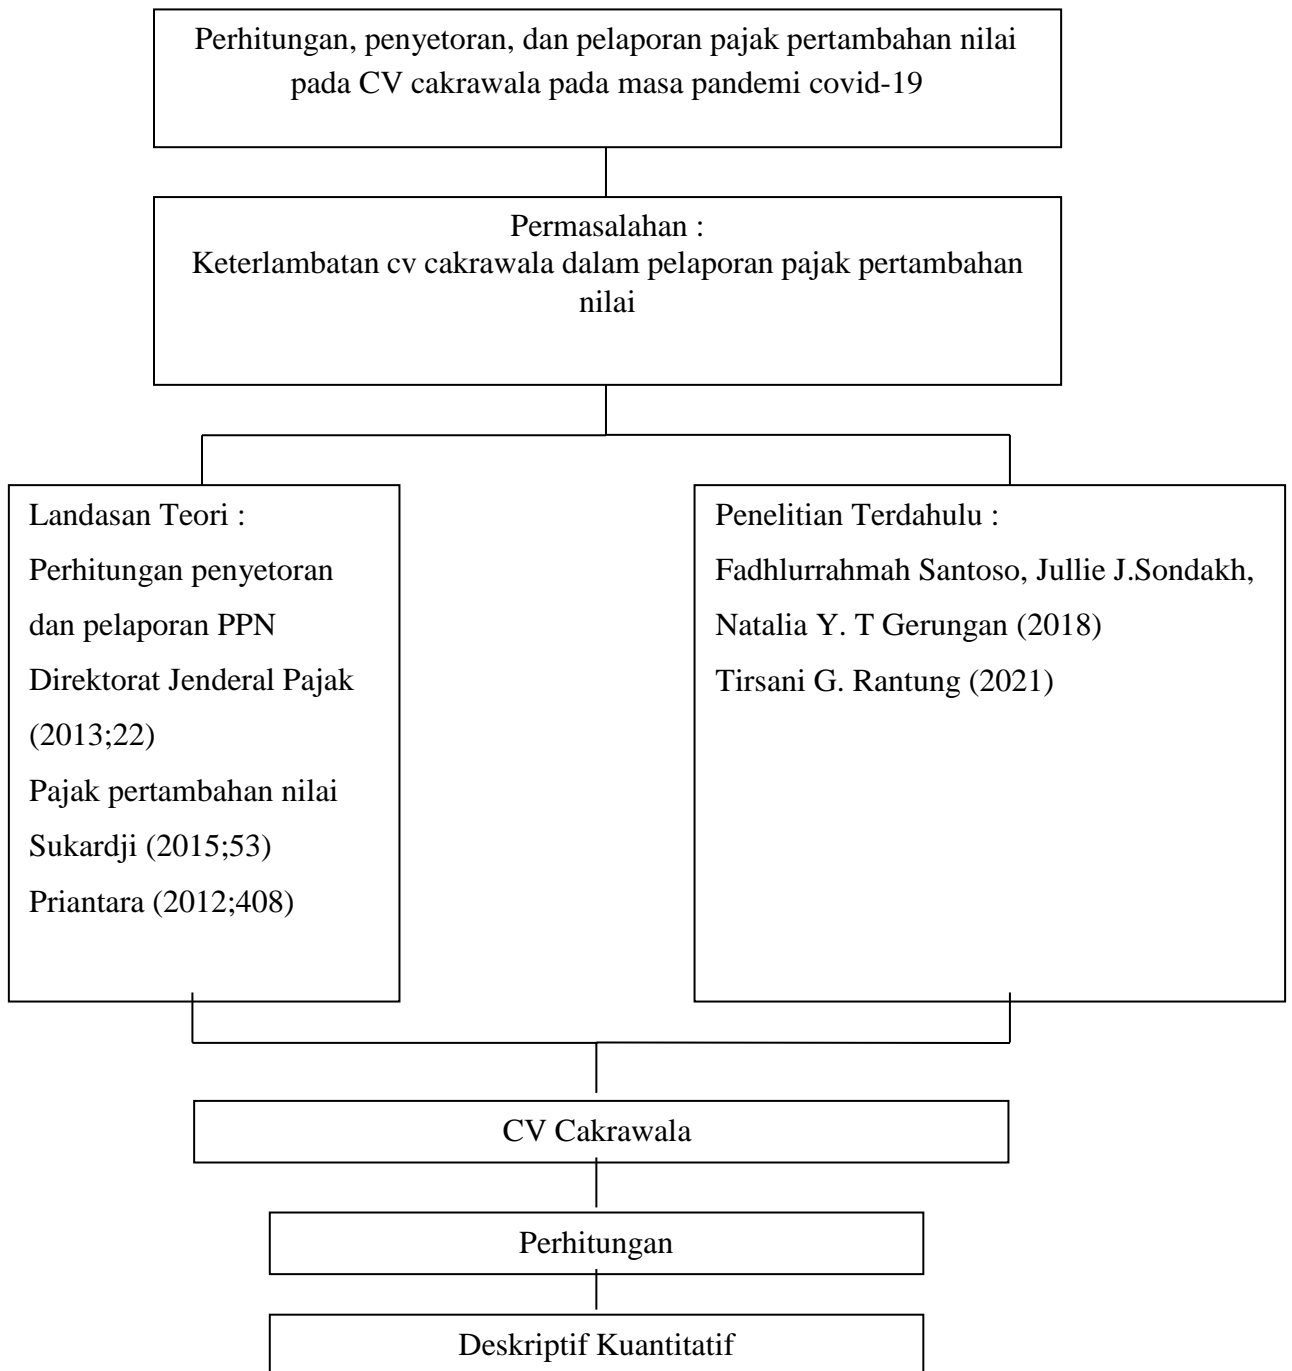 Perhitungan, penyetoran, dan pelaporan pajak pertambahan nilai
pada CV cakrawala pada masa pandemi covid-19
Permasalahan :
Keterlambatan cv cakrawala dalam pelaporan pajak pertambahan
nilai
Landasan Teori :
Perhitungan penyetoran
dan pelaporan PPN
Direktorat Jenderal Pajak
(2013;22)
Pajak pertambahan nilai
Sukardji (2015;53)
Priantara (2012;408)
Penelitian Terdahulu :
Fadhlurrahmah Santoso, Jullie J.Sondakh,
Natalia Y. T Gerungan (2018)
Tirsani G. Rantung (2021)
CV Cakrawala
Perhitungan
Deskriptif Kuantitatif